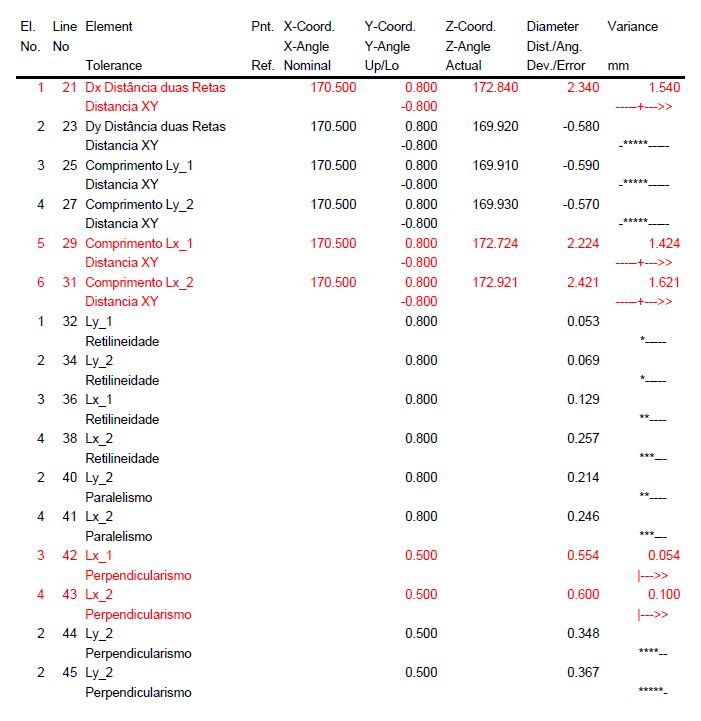 El. Line Element Pnt. X-Coord. Y-Coord. Z-Coord. Diameter Variance
No. No X-Angle Y-Angle Z-Angle Dist./Ang.
Tolerance Ref. Nominal Up/Lo Actual Dev./Error mm
1 21 Dx Distância duas Retas 170.500 0.800 172.840 2.340 1.540
Distancia XY -0.800 -----+--->>
2 23 Dy Distância duas Retas 170.500 0.800 169.920 -0.580
Distancia XY -0.800 -*****-----
3 25 Comprimento Ly_1 170.500 0.800 169.910 -0.590
Distancia XY -0.800 -*****-----
4 27 Comprimento Ly_2 170.500 0.800 169.930 -0.570
Distancia XY -0.800 -*****-----
5 29 Comprimento Lx_1 170.500 0.800 172.724 2.224 1.424
Distancia XY -0.800 -----+--->>
6 31 Comprimento Lx_2 170.500 0.800 172.921 2.421 1.621
Distancia XY -0.800 -----+--->>
1 32 Ly_1 0.800 0.053
Retilineidade *-----
2 34 Ly_2 0.800 0.069
Retilineidade *-----
3 36 Lx_1 0.800 0.129
Retilineidade **----
4 38 Lx_2 0.800 0.257
Retilineidade ***---
2 40 Ly_2 0.800 0.214
Paralelismo **----
4 41 Lx_2 0.800 0.246
Paralelismo ***---
3 42 Lx_1 0.500 0.554 0.054
Perpendicularismo |--->>
4 43 Lx_2 0.500 0.600 0.100
Perpendicularismo |--->>
2 44 Ly_2 0.500 0.348
Perpendicularismo ****--
2 45 Ly_2 0.500 0.367
Perpendicularismo *****-